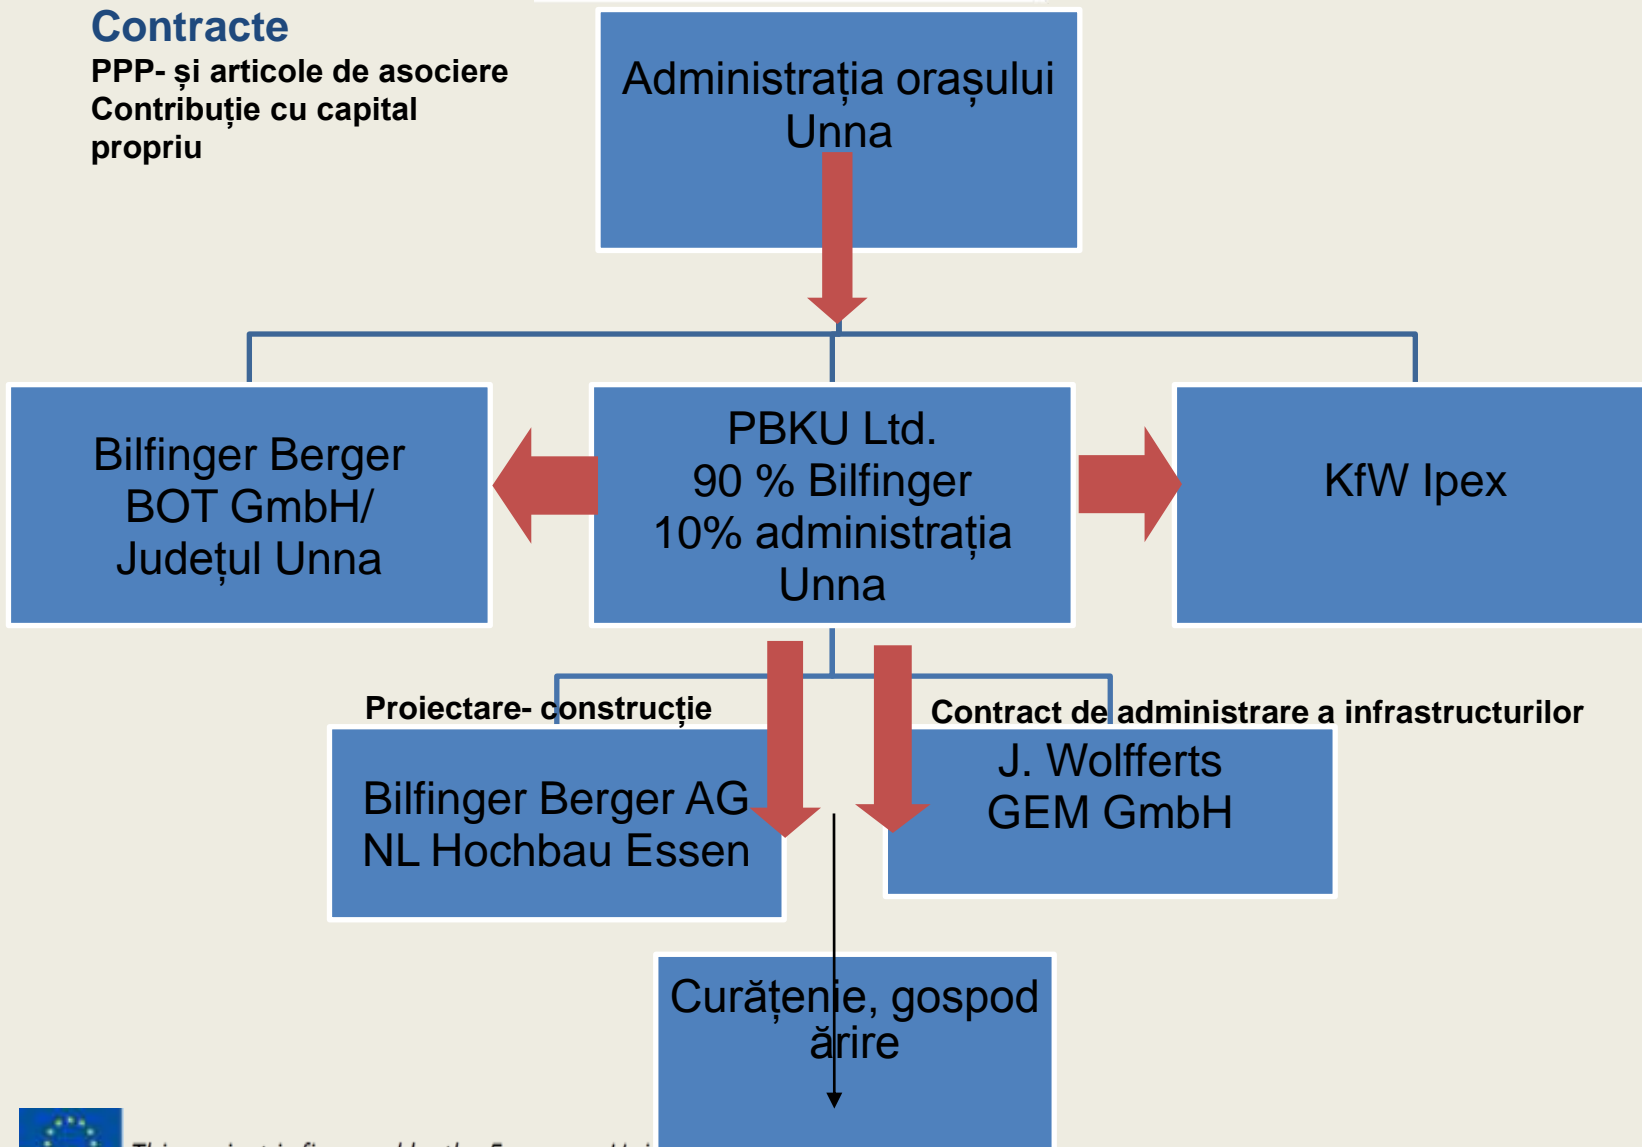 Contracte
PPP- și articole de asociere
Contribuție cu capital
propriu
Administrația orașului
Unna
Bilfinger Berger
BOT GmbH/
Județul Unna
PBKU Ltd.
90 % Bilfinger
10% administrația
Unna
KfW Ipex
Proiectare- construcție
Contract de administrare a infrastructurilor
Bilfinger Berger AG
NL Hochbau Essen
J. Wolfferts
GEM GmbH
Curățenie, gospod
ărire